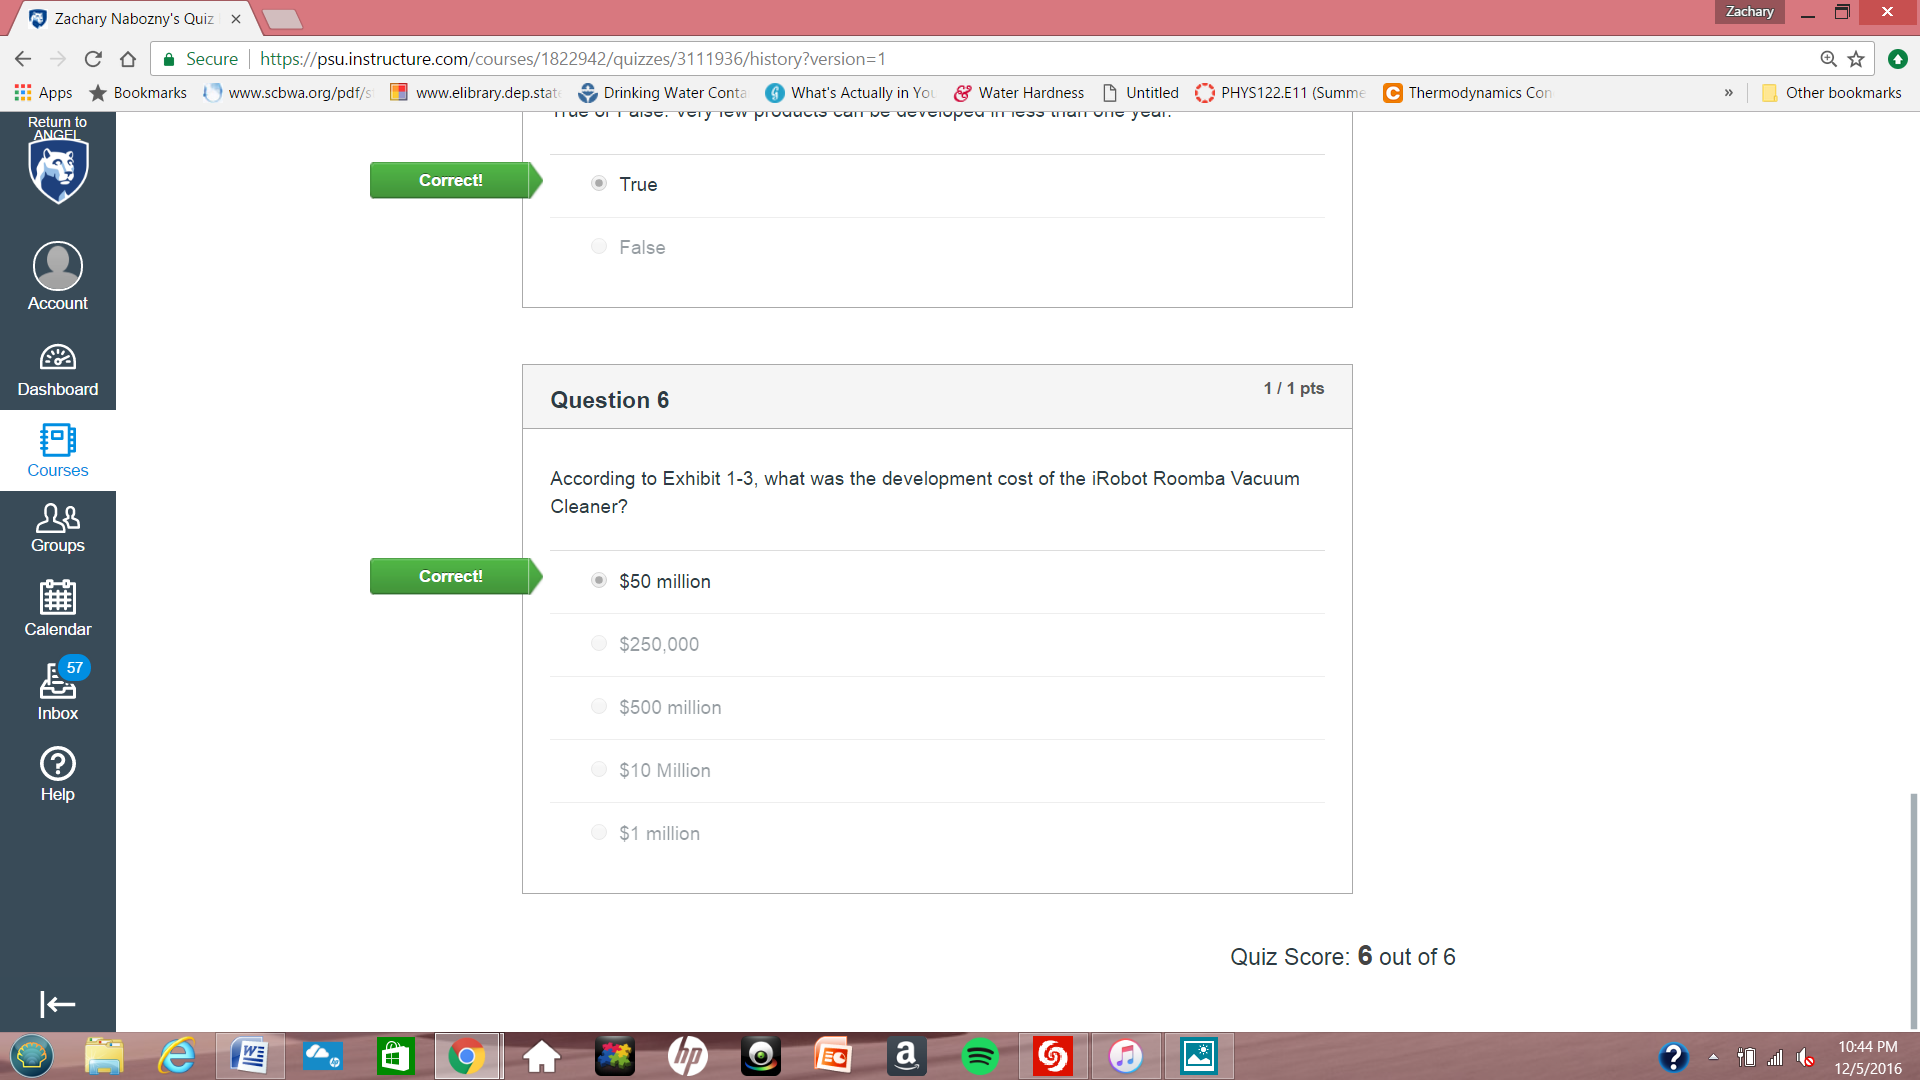 Zachary Nabozny's Quiz
Zachary
Secure
https://psu.instructure.com/courses/1822942/quizzes/3111936/history?version=1
Apps
Bookmarks
www.scbwa.org/pdf/s
www.elibrary.dep.stat
Drinking Water Conta
What's Actually in You
Water Hardness
Untitled
PHYS122.E11 (Summe
Thermodynamics Con
»
Other bookmarks
Return to
ANGEL
Account
Dashboard
Courses
Groups
Calendar
57
Inbox
Help
True or False: Very few products can be developed in less than one year.
Correct!
True
False
Question 6
1 / 1 pts
According to Exhibit 1-3, what was the development cost of the iRobot Roomba Vacuum
Cleaner?
Correct!
$50 million
$250,000
$500 million
$10 Million
$1 million
Quiz Score: 6 out of 6
10:44 PM
12/5/2016